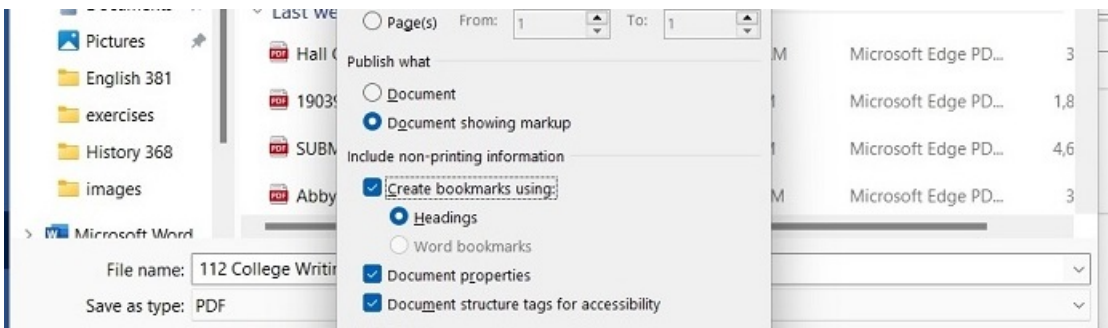 Last we
Page(s) From: 1 To: 1
Pictures
Hall
Publish what
Microsoft Edge PD... 3
English 381
Document
exercises
1903
Microsoft Edge PD... 1,8
Document showing markup
History 368
SUBM
Include non-printing information
Microsoft Edge PD... 4,6
images
Create bookmarks using:
Abby
Microsoft Edge PD... 3
Headings
Microsoft Word
Word bookmarks
File name: 112 College Writin
Document properties
Save as type: PDF
Document structure tags for accessibility